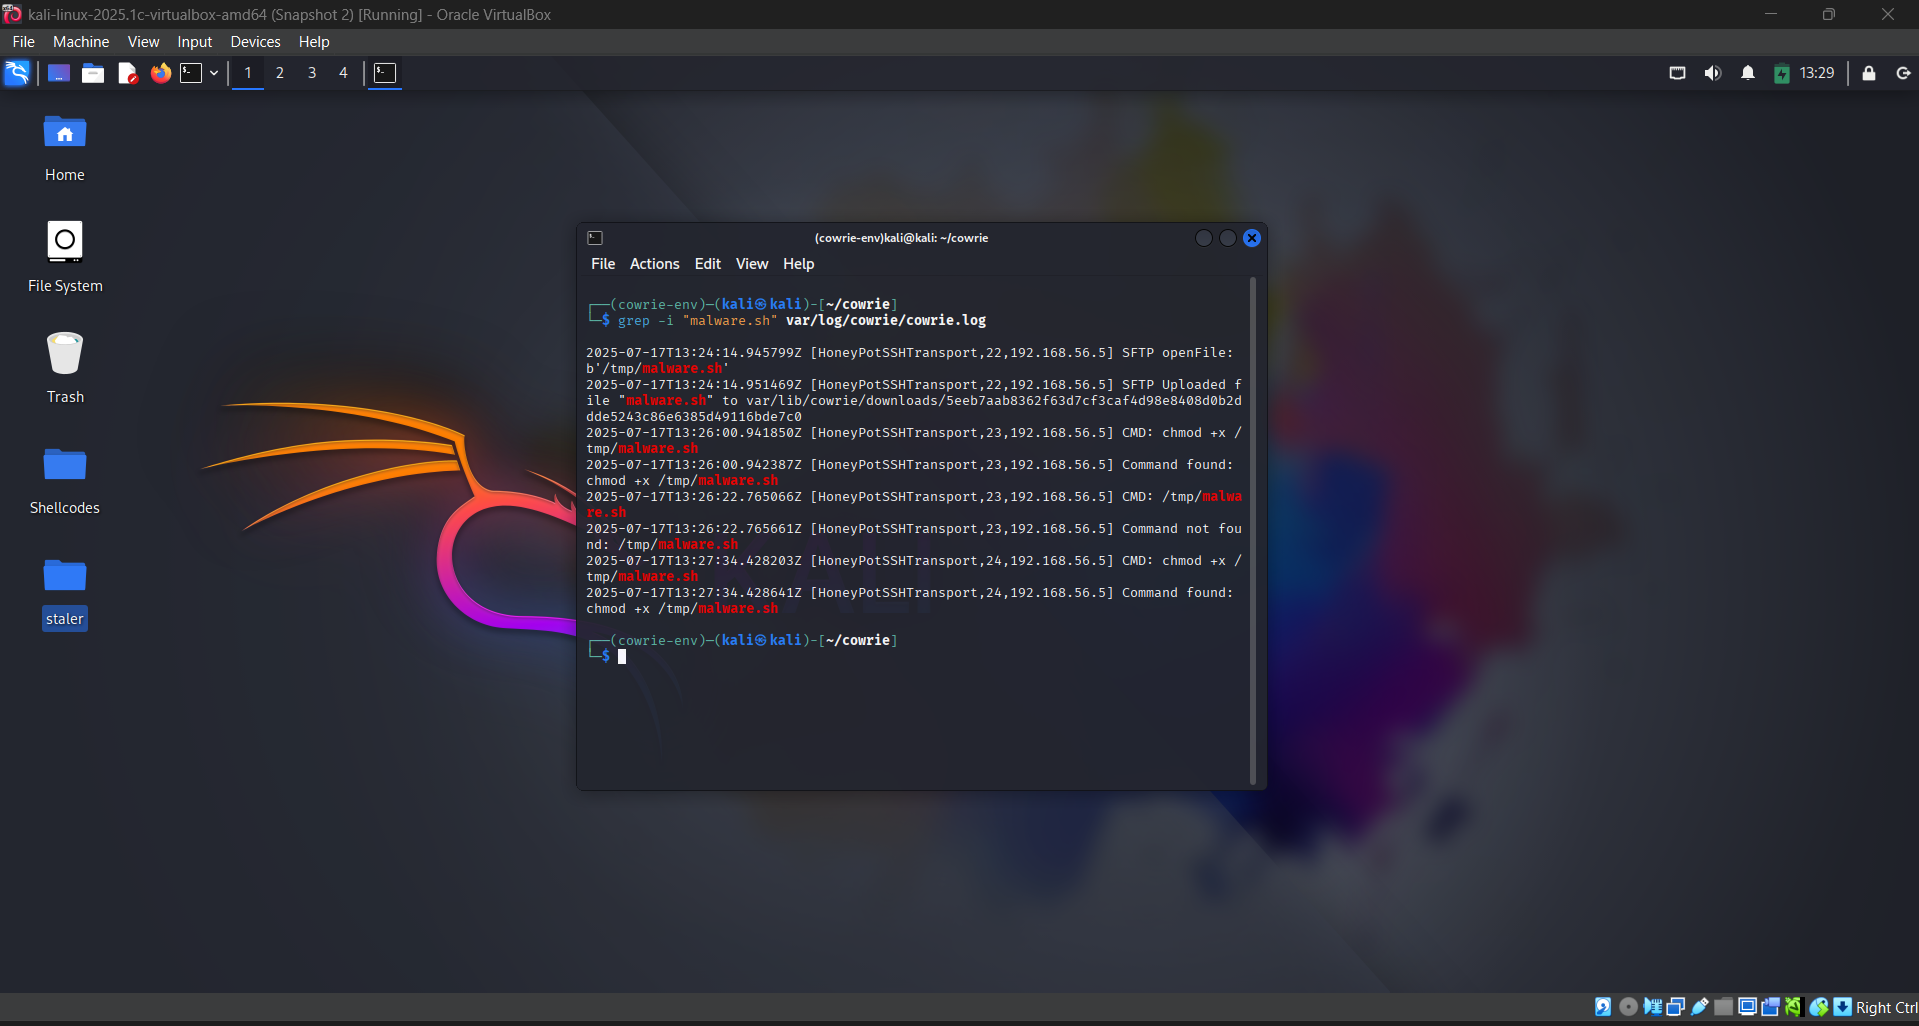 kali-linux-2025.1c-virtualbox-amd64 (Snapshot 2) [Running] - Oracle VirtualBox
File Machine View Input Devices Help
1 2 3 4 13:29
Home
File System
Trash
Shellcodes
staler
(cowrie-env)kali@kali: ~/cowrie
File Actions Edit View Help
┌──(cowrie-env)─(kali㉿kali)-[~/cowrie]
└─$ grep -i "malware.sh" var/log/cowrie/cowrie.log
2025-07-17T13:24:14.945799Z [HoneyPotSSHTransport,22,192.168.56.5] SFTP openFile:
b'/tmp/malware.sh'
2025-07-17T13:24:14.951469Z [HoneyPotSSHTransport,22,192.168.56.5] SFTP Uploaded f
ile "malware.sh" to var/lib/cowrie/downloads/5eeb7aab8362f63d7cf3caf4d98e8408d0b2d
dde5243c86e6385d49116bde7c0
2025-07-17T13:26:00.941850Z [HoneyPotSSHTransport,23,192.168.56.5] CMD: chmod +x /
tmp/malware.sh
2025-07-17T13:26:00.942387Z [HoneyPotSSHTransport,23,192.168.56.5] Command found:
chmod +x /tmp/malware.sh
2025-07-17T13:26:22.765066Z [HoneyPotSSHTransport,23,192.168.56.5] CMD: /tmp/malwa
re.sh
2025-07-17T13:26:22.765661Z [HoneyPotSSHTransport,23,192.168.56.5] Command not fou
nd: /tmp/malware.sh
2025-07-17T13:27:34.428203Z [HoneyPotSSHTransport,24,192.168.56.5] CMD: chmod +x /
tmp/malware.sh
2025-07-17T13:27:34.428641Z [HoneyPotSSHTransport,24,192.168.56.5] Command found:
chmod +x /tmp/malware.sh
┌──(cowrie-env)─(kali㉿kali)-[~/cowrie]
└─$
Right Ctrl